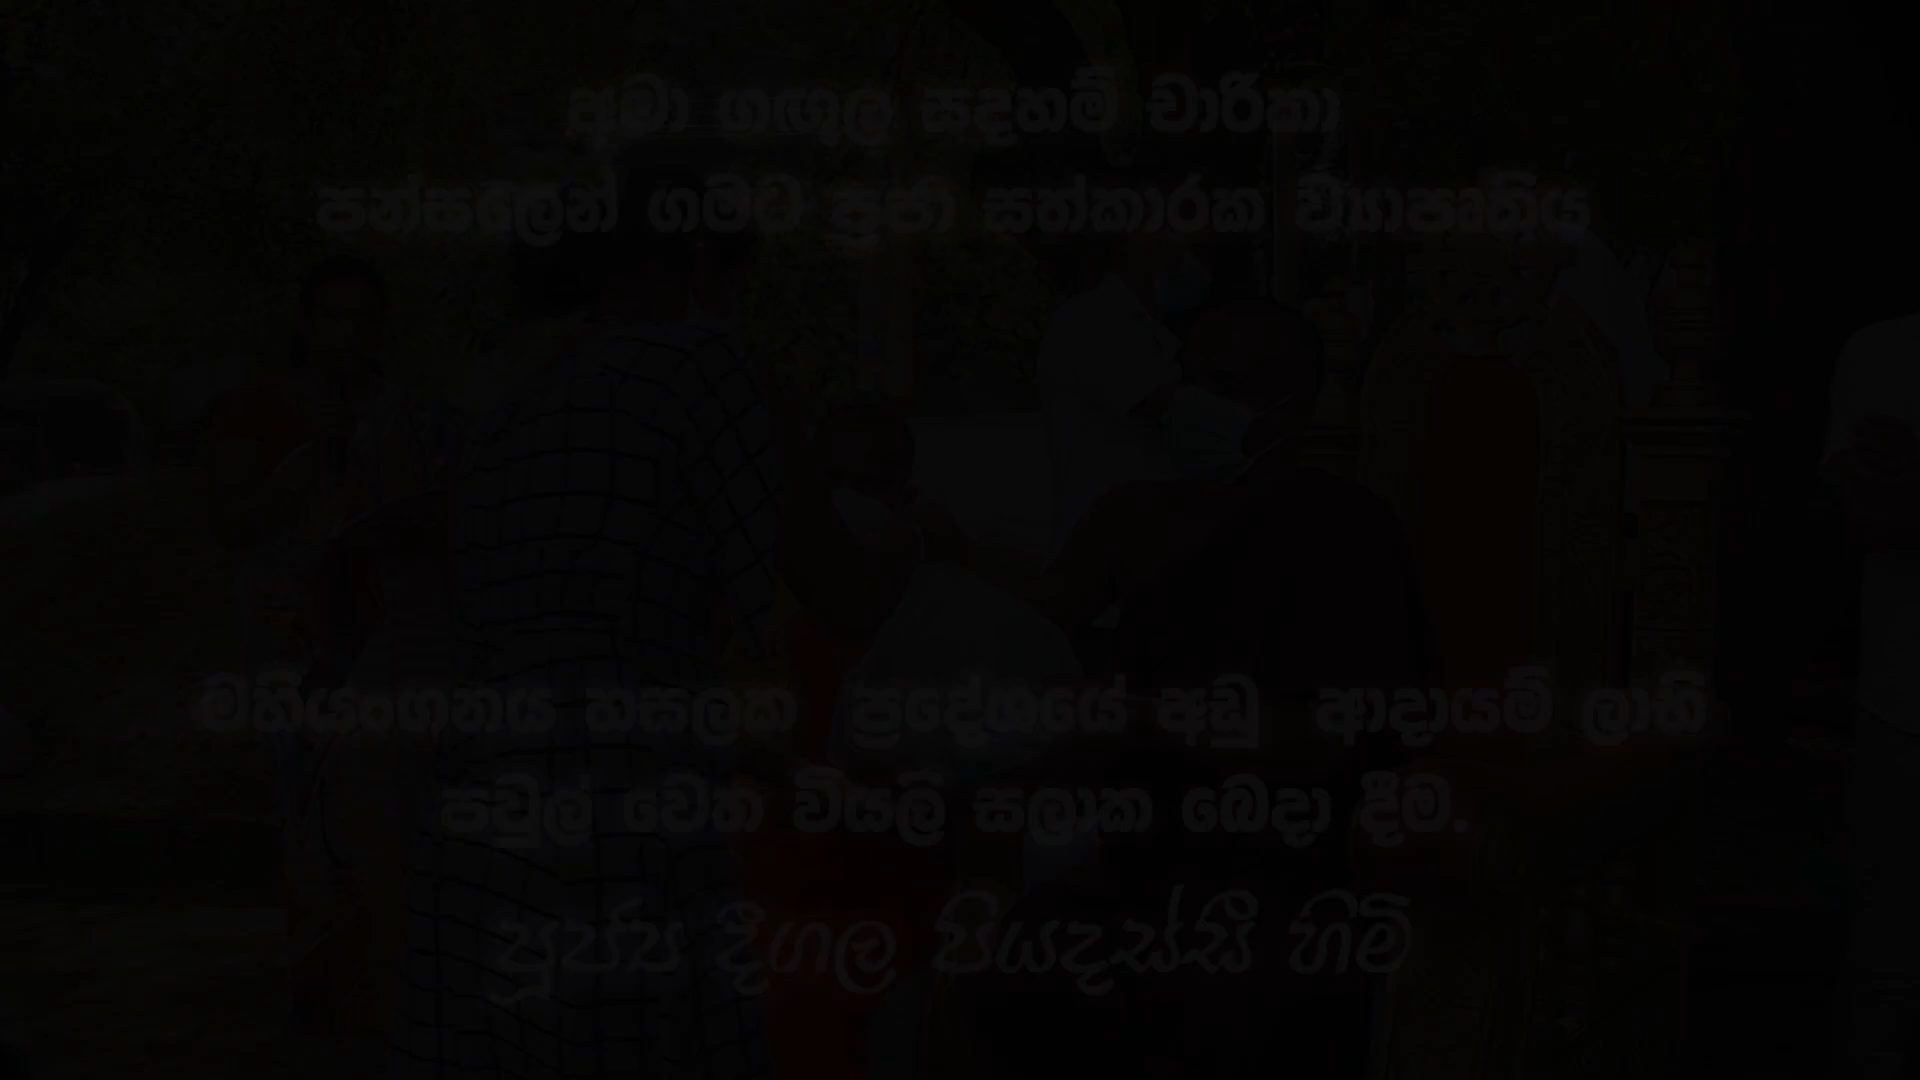 අමා ගඟුල සදහම් චාරිකා
පන්සලෙන් ගමට ප්‍රජා සත්කාරක ව්‍යාපෘතිය
මහියංගනය හසලක ප්‍රදේශයේ අඩු ආදායම් ලාභී
පවුල් වෙත වියලි සලාක බෙදා දීම.
පූජ්‍ය දීගල පියදස්සී හිමි